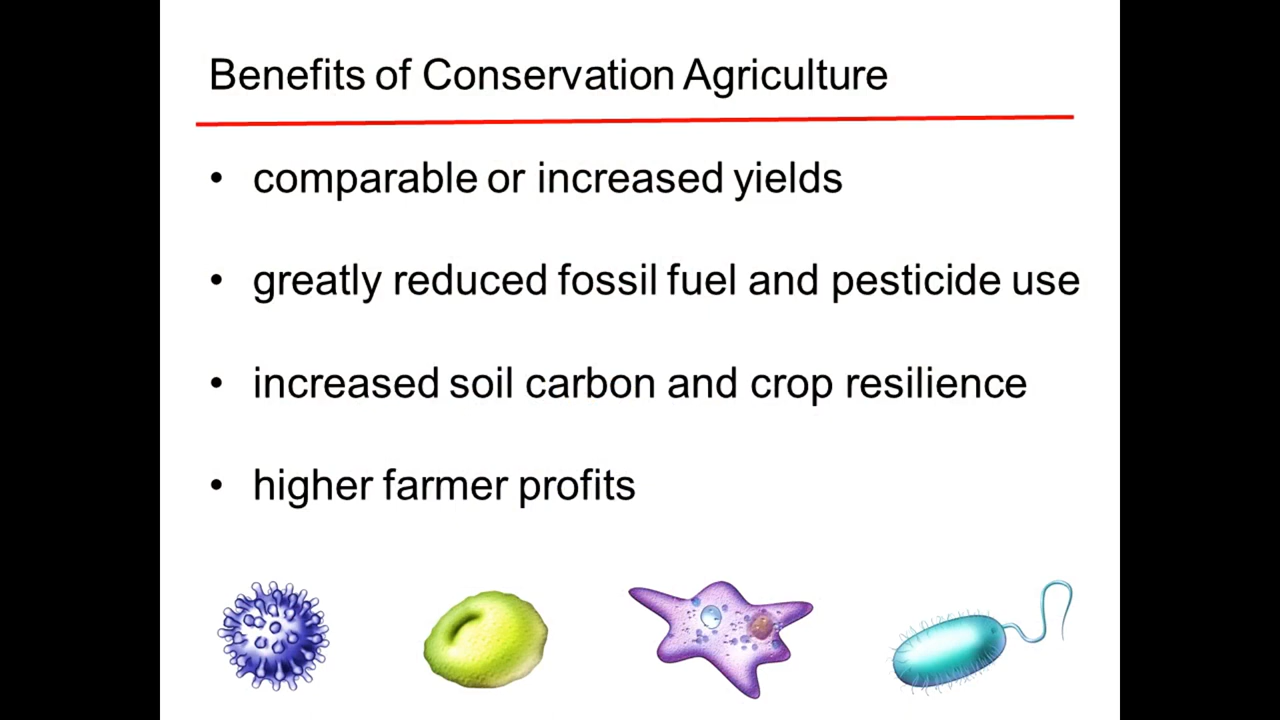 Benefits of Conservation Agriculture
• comparable or increased yields
• greatly reduced fossil fuel and pesticide use
• increased soil carbon and crop resilience
• higher farmer profits